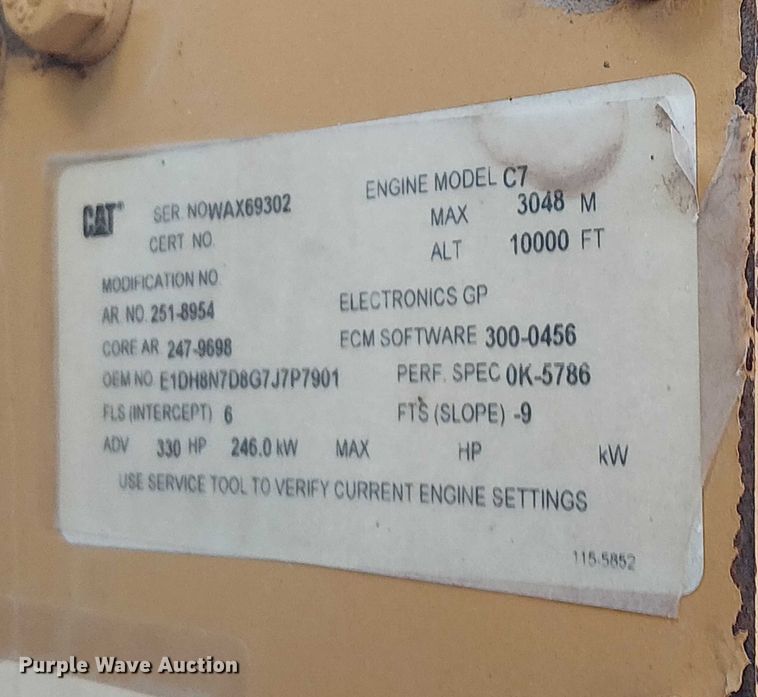 CAT®
SER. NO WAX69302
ENGINE MODEL C7
CERT NO.
MAX 3048 M
ALT 10000 FT
MODIFICATION NO.
AR. NO. 251-8954
ELECTRONICS GP
CORE AR 247-9698
ECM SOFTWARE 300-0456
OEM NO. E1DH8N7D8G7J7P7901
PERF. SPEC 0K-5786
FLS (INTERCEPT) 6
FTS (SLOPE) -9
ADV 330 HP 246.0 kW MAX HP kW
USE SERVICE TOOL TO VERIFY CURRENT ENGINE SETTINGS
115-5852
Purple Wave Auction